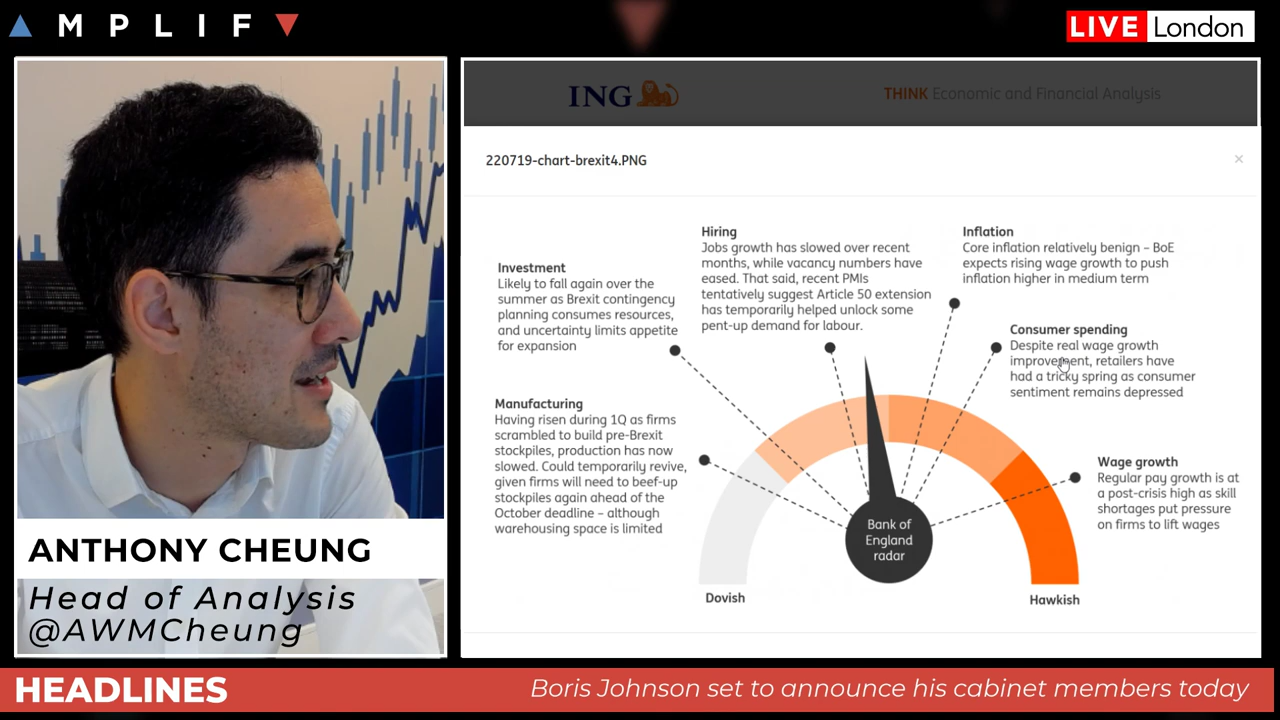 MPLIF
LIVE London
ING
THINK Economic and Financial Analysis
220719-chart-brexit4.PNG
×
Investment
Likely to fall again over the
summer as Brexit contingency
planning consumes resources,
and uncertainty limits appetite
for expansion
Hiring
Jobs growth has slowed over recent
months, while vacancy numbers have
eased. That said, recent PMIs
tentatively suggest Article 50 extension
has temporarily helped unlock some
pent-up demand for labour.
Inflation
Core inflation relatively benign – BoE
expects rising wage growth to push
inflation higher in medium term
Consumer spending
Despite real wage growth
improvement, retailers have
had a tricky spring as consumer
sentiment remains depressed
Manufacturing
Having risen during 1Q as firms
scrambled to build pre-Brexit
stockpiles, production has now
slowed. Could temporarily revive,
given firms will need to beef-up
stockpiles again ahead of the
October deadline – although
warehousing space is limited
Wage growth
Regular pay growth is at
a post-crisis high as skill
shortages put pressure
on firms to lift wages
Bank of
England
radar
Dovish
Hawkish
ANTHONY CHEUNG
Head of Analysis
@AWMCheung
HEADLINES
Boris Johnson set to announce his cabinet members today